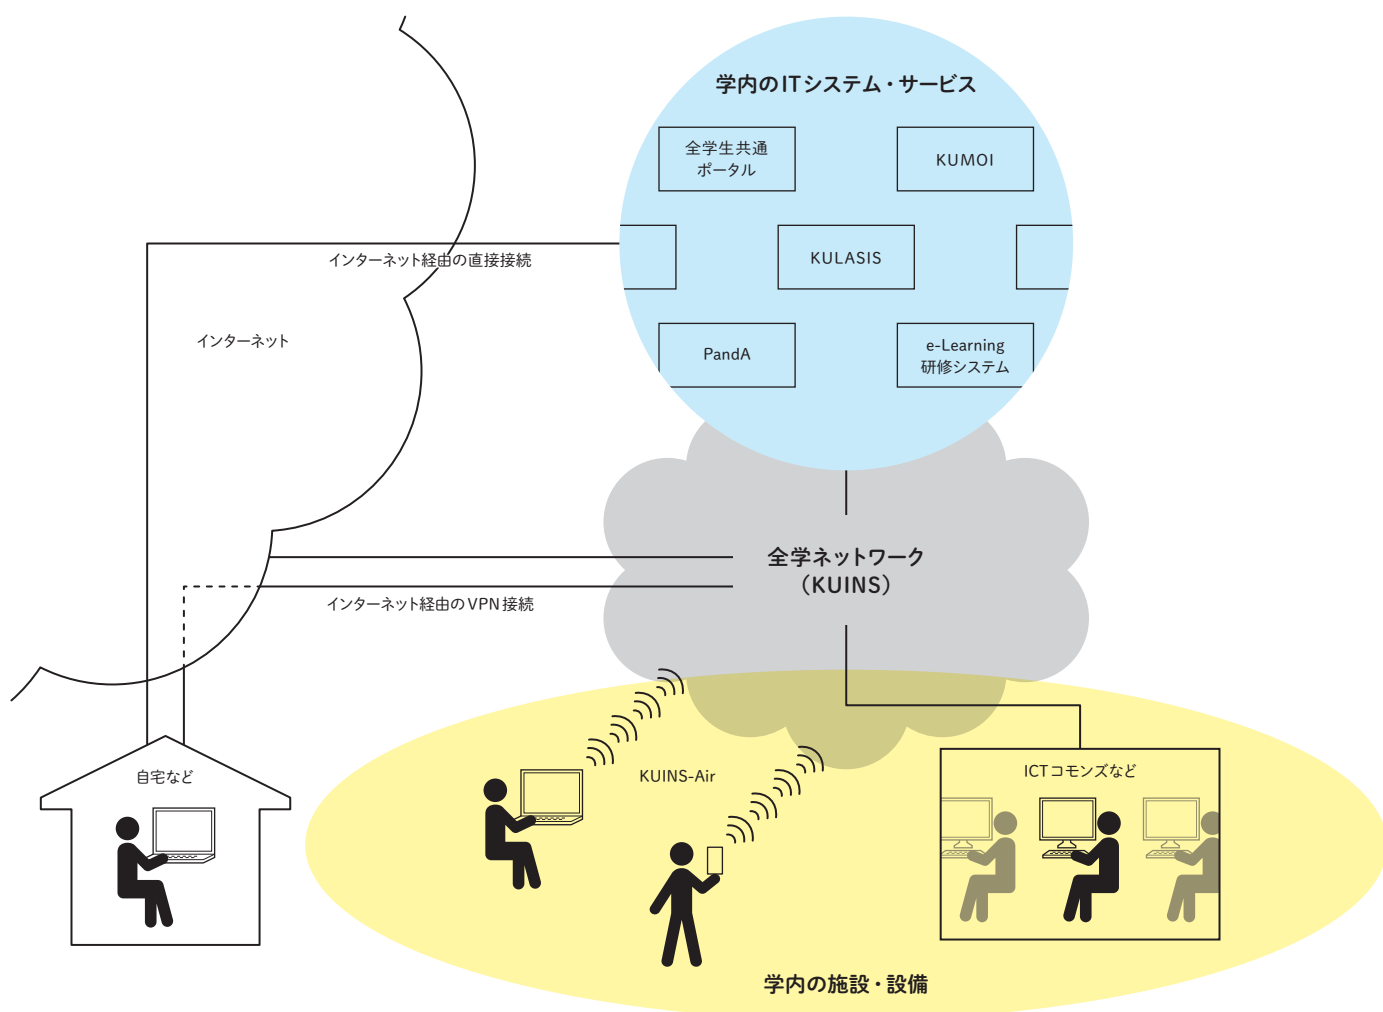 学内のITシステム・サービス
全学生共通
ポータル
KUMOI
インターネット経由の直接接続
KULASIS
インターネット
PandA
e-Learning
研修システム
全学ネットワーク
（KUINS）
インターネット経由のVPN接続
自宅など
KUINS-Air
ICTコモンズなど
学内の施設・設備